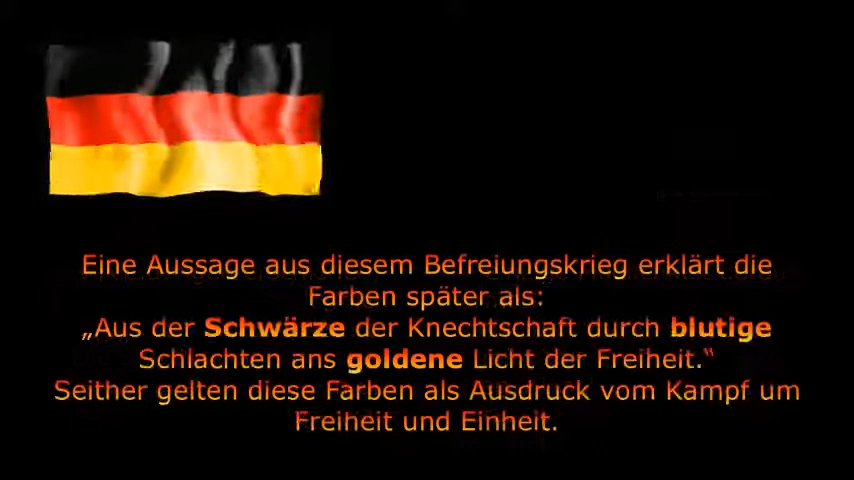 Eine Aussage aus diesem Befreiungskrieg erklärt die
Farben später als:
„Aus der Schwärze der Knechtschaft durch blutige
Schlachten ans goldene Licht der Freiheit.“
Seither gelten diese Farben als Ausdruck vom Kampf um
Freiheit und Einheit.